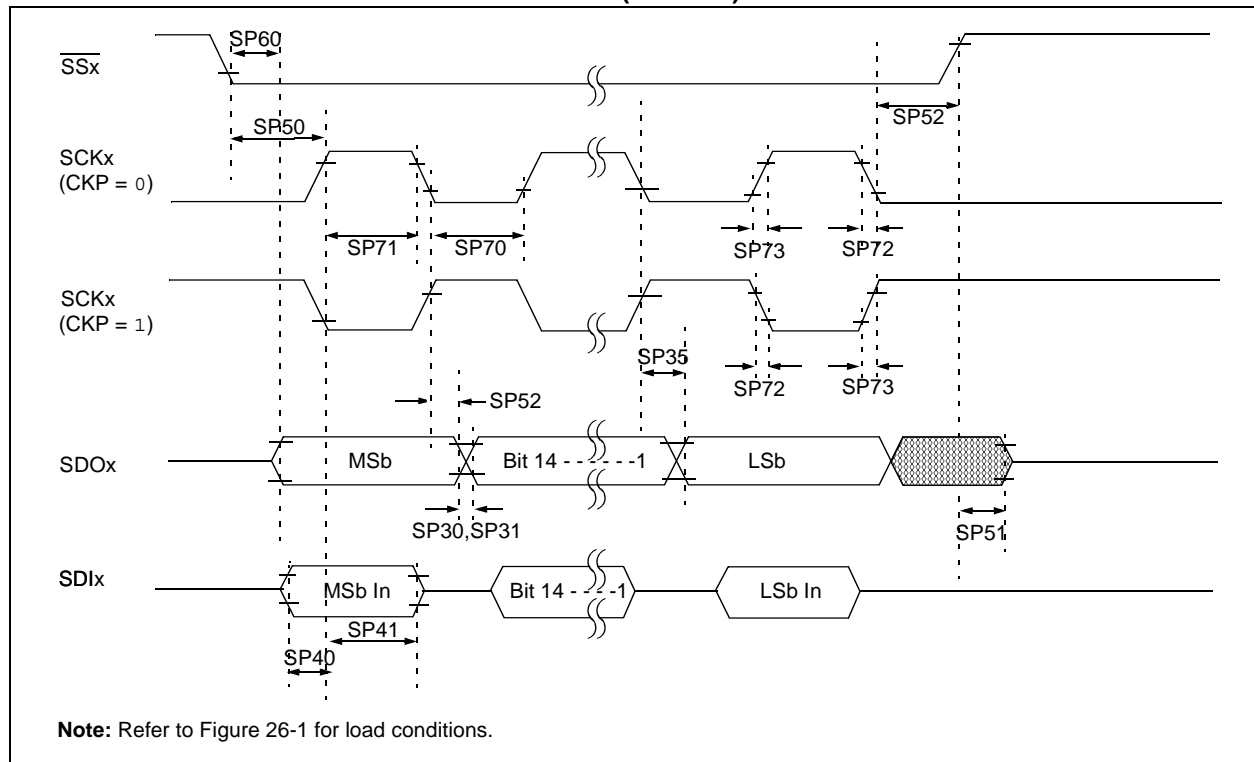 SP60
SSx
SP50
SP52
SCKx
(CKP = 0)
SP71
SP70
SP73
SP72
SCKx
(CKP = 1)
SP35
SP72
SP73
SP52
SDOx
MSb
Bit 14 - - - - - -1
LSb
SP30,SP31
SP51
SDIx
MSb In
Bit 14 - - - -1
LSb In
SP41
SP40
Note: Refer to Figure 26-1 for load conditions.